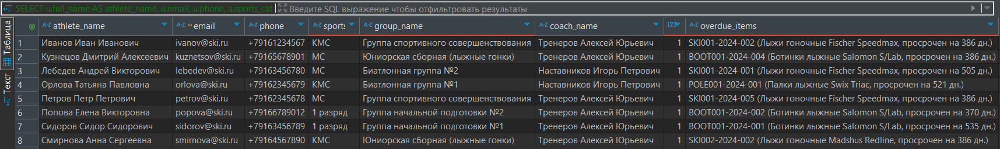 SELECT u.full_name AS athlete_name, u.email, u.phone, a.sports_cat Введите SQL выражение чтобы отфильтровать результаты
Таблица
Текст
A-Z athlete_name A-Z email A-Z phone A-Z sports A-Z group_name A-Z coach_name 123 A-Z overdue_items
1 Иванов Иван Иванович ivanov@ski.ru +79161234567 КМС Группа спортивного совершенствования Тренеров Алексей Юрьевич 1 SKI001-2024-002 (Лыжи гоночные Fischer Speedmax, просрочен на 386 дн.)
2 Кузнецов Дмитрий Алексеевич kuznetsov@ski.ru +79165678901 МС Юниорская сборная (лыжные гонки) Тренеров Алексей Юрьевич 1 BOOT001-2024-004 (Ботинки лыжные Salomon S/Lab, просрочен на 386 дн.)
3 Лебедев Андрей Викторович lebedev@ski.ru +79163456780 МС Биатлонная группа №2 Наставников Игорь Петрович 1 SKI001-2024-001 (Лыжи гоночные Fischer Speedmax, просрочен на 505 дн.)
4 Орлова Татьяна Павловна orlova@ski.ru +79162345679 КМС Биатлонная группа №1 Наставников Игорь Петрович 1 POLE001-2024-001 (Палки лыжные Swix Triac, просрочен на 521 дн.)
5 Петров Петр Петрович petrov@ski.ru +79162345678 МС Группа спортивного совершенствования Тренеров Алексей Юрьевич 1 SKI001-2024-005 (Лыжи гоночные Fischer Speedmax, просрочен на 386 дн.)
6 Попова Елена Викторовна popova@ski.ru +79166789012 1 разряд Группа начальной подготовки №2 Тренеров Алексей Юрьевич 1 BOOT001-2024-002 (Ботинки лыжные Salomon S/Lab, просрочен на 370 дн.)
7 Сидоров Сидор Сидорович sidorov@ski.ru +79163456789 1 разряд Группа начальной подготовки №1 Тренеров Алексей Юрьевич 1 BOOT001-2024-001 (Ботинки лыжные Salomon S/Lab, просрочен на 535 дн.)
8 Смирнова Анна Сергеевна smirnova@ski.ru +79164567890 КМС Юниорская сборная (лыжные гонки) Тренеров Алексей Юрьевич 1 SKI002-2024-002 (Лыжи гоночные Madshus Redline, просрочен на 386 дн.)